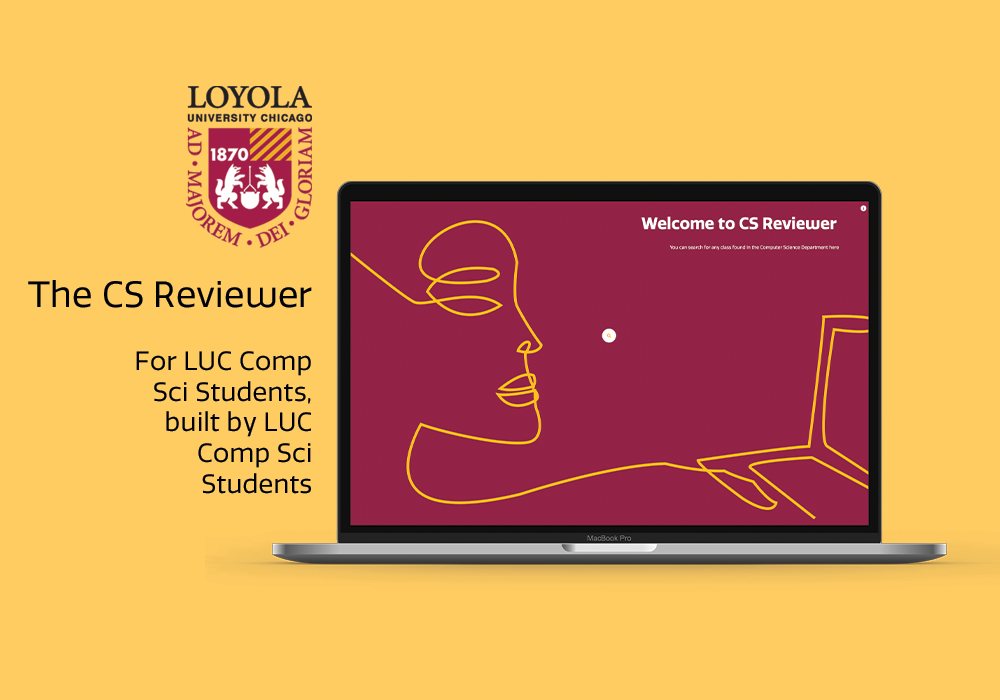 LOYOLA
UNIVERSITY CHICAGO
AD • MAJOREM • DEI • GLORIAM
1870
The CS Reviewer
For LUC Comp
Sci Students,
built by LUC
Comp Sci
Students
Welcome to CS Reviewer
You can search for any class found in the Computer Science Department here
MacBook Pro